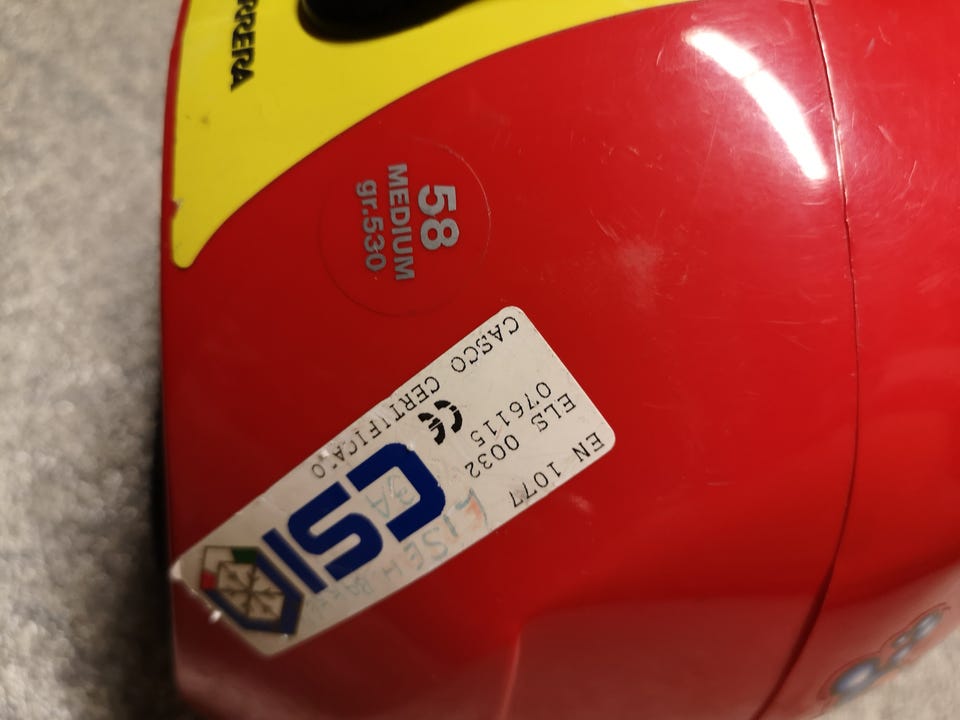 RRERA
58
MEDIUM
gr.530
CASCO CERTIFICATO
CE
ELS 0032
076115
EN 1077
CSI